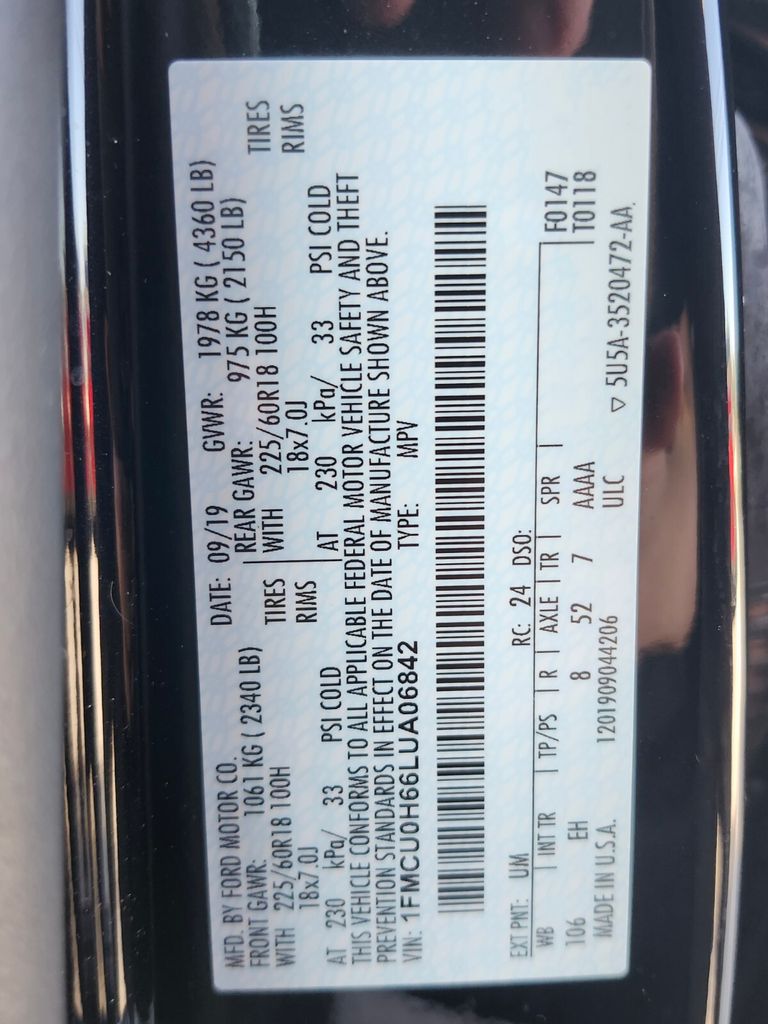 MFD. BY FORD MOTOR CO. DATE: 09/19 GVWR: 1978 KG ( 4360 LB)
FRONT GAWR: 1061 KG ( 2340 LB) REAR GAWR: 975 KG ( 2150 LB)
WITH 225/60R18 100H TIRES WITH 225/60R18 100H TIRES
18x7.0J RIMS 18x7.0J RIMS
AT 230 kPa/ 33 PSI COLD AT 230 kPa/ 33 PSI COLD
THIS VEHICLE CONFORMS TO ALL APPLICABLE FEDERAL MOTOR VEHICLE SAFETY AND THEFT
PREVENTION STANDARDS IN EFFECT ON THE DATE OF MANUFACTURE SHOWN ABOVE.
VIN: 1FMCU0H66LUA06842 TYPE: MPV
EXT PNT: UM RC: 24 DSO:
WB INT TR TP/PS R AXLE TR SPR F0147
106 EH 8 52 7 AAAA T0118
MADE IN U.S.A. 1201909044206 ULC ▽ 5U5A-3520472-AA.